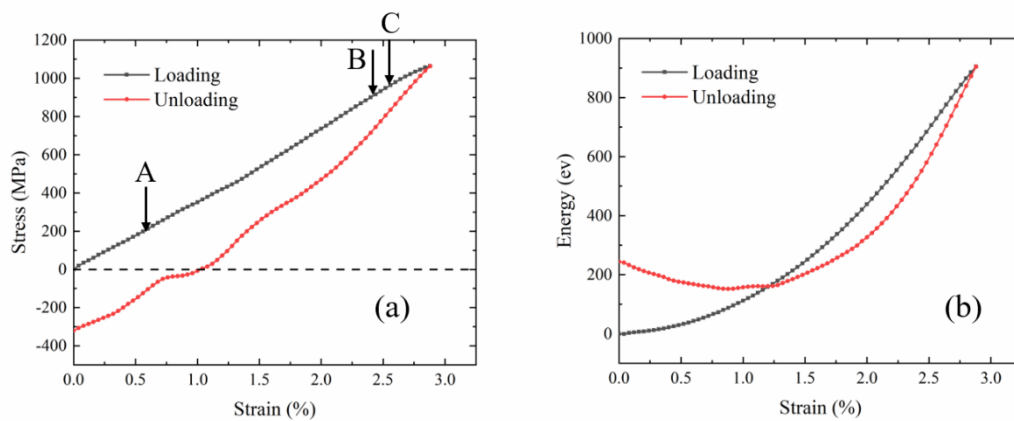 C
B
A
1200
1000
800
600
400
200
0
-200
-400
Stress (MPa)
Loading
Unloading
(a)
0.0 0.5 1.0 1.5 2.0 2.5 3.0
Strain (%)
1000
800
600
400
200
0
Energy (ev)
Loading
Unloading
(b)
0.0 0.5 1.0 1.5 2.0 2.5 3.0
Strain (%)